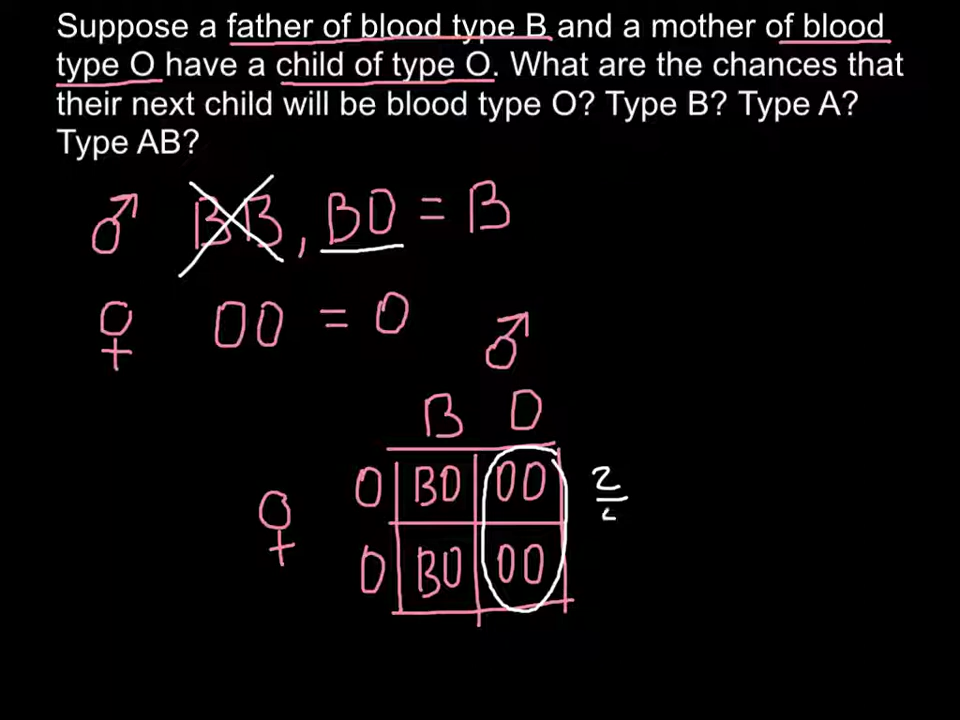 Suppose a father of blood type B and a mother of blood
type O have a child of type O. What are the chances that
their next child will be blood type O? Type B? Type A?
Type AB?
♂ BB, BO = B
♀ OO = O
♂
B O
O BO OO 2
♀
O BO OO